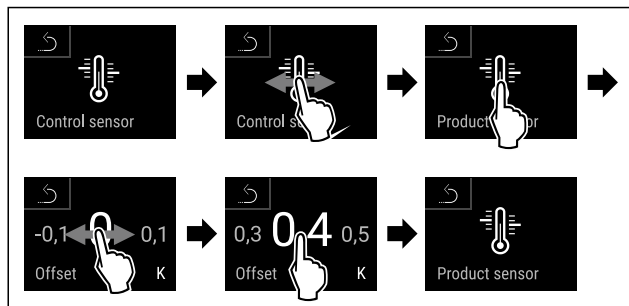 Control sensor
Control
Product
-0,1 0 0,1
Offset K
0,3 0,4 0,5
Offset K
Product sensor